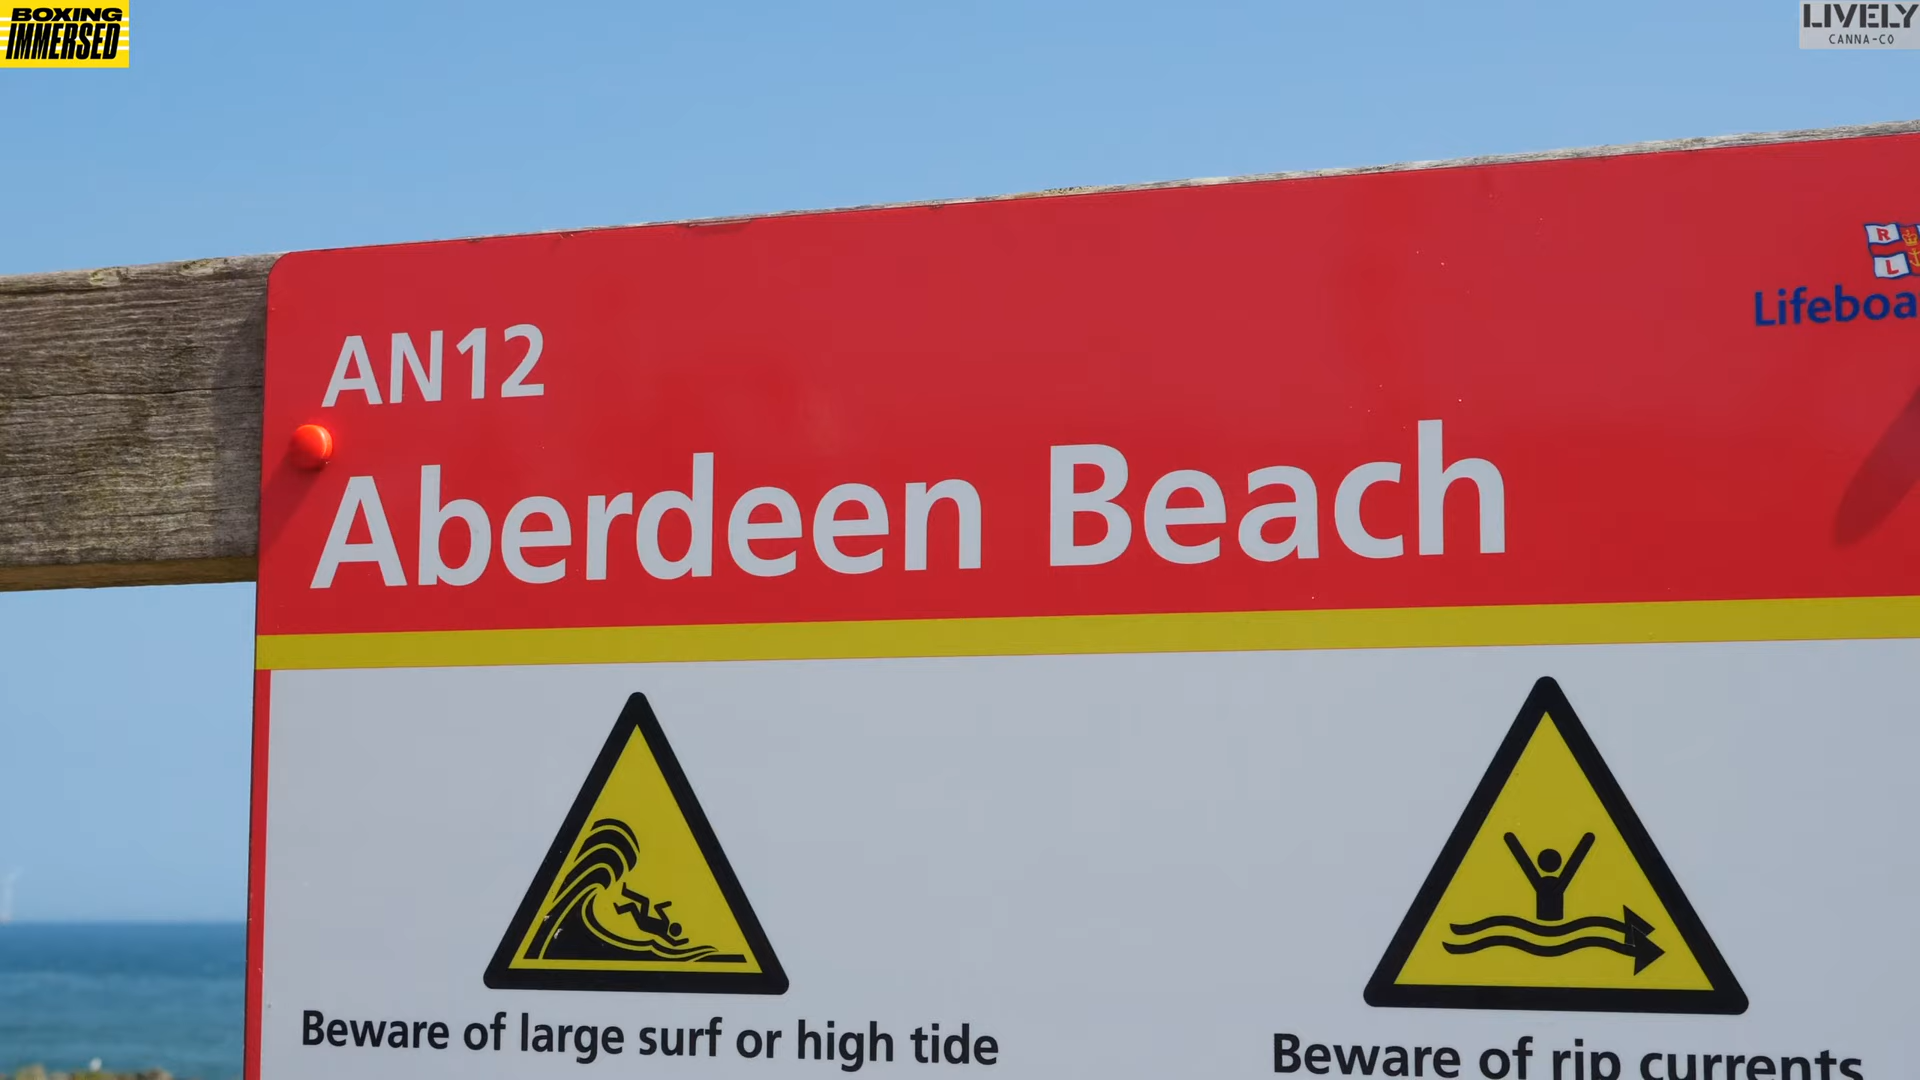 BOXING
IMMERSED
LIVELY
CANNA-CO
R
L
AN12
Aberdeen Beach
Beware of large surf or high tide
Beware of rip currents